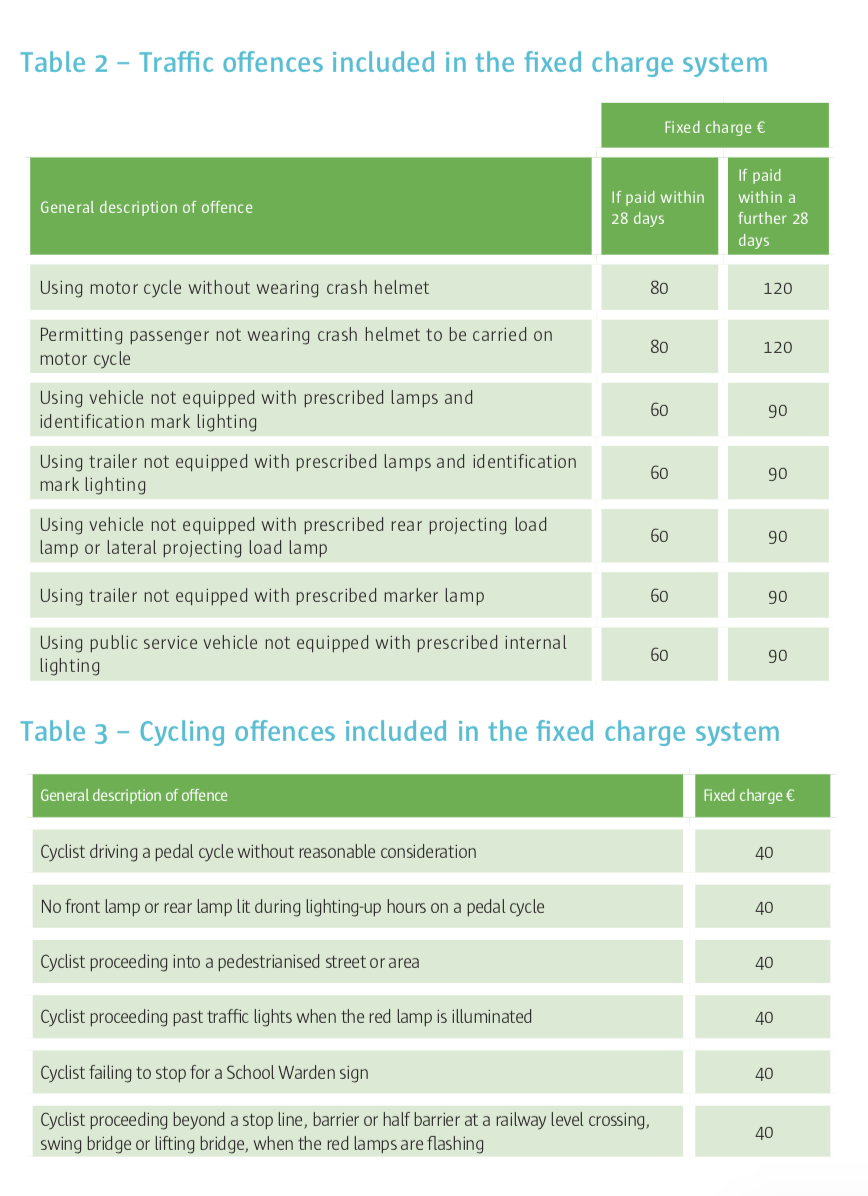 Table 2 – Traffic offences included in the fixed charge system
Fixed charge €
General description of offence
If paid within
28 days
If paid
within a
further 28
days
Using motor cycle without wearing crash helmet
80
120
Permitting passenger not wearing crash helmet to be carried on
motor cycle
80
120
Using vehicle not equipped with prescribed lamps and
identification mark lighting
60
90
Using trailer not equipped with prescribed lamps and identification
mark lighting
60
90
Using vehicle not equipped with prescribed rear projecting load
lamp or lateral projecting load lamp
60
90
Using trailer not equipped with prescribed marker lamp
60
90
Using public service vehicle not equipped with prescribed internal
lighting
60
90
Table 3 – Cycling offences included in the fixed charge system
General description of offence
Fixed charge €
Cyclist driving a pedal cycle without reasonable consideration
40
No front lamp or rear lamp lit during lighting-up hours on a pedal cycle
40
Cyclist proceeding into a pedestrianised street or area
40
Cyclist proceeding past traffic lights when the red lamp is illuminated
40
Cyclist failing to stop for a School Warden sign
40
Cyclist proceeding beyond a stop line, barrier or half barrier at a railway level crossing,
swing bridge or lifting bridge, when the red lamps are flashing
40